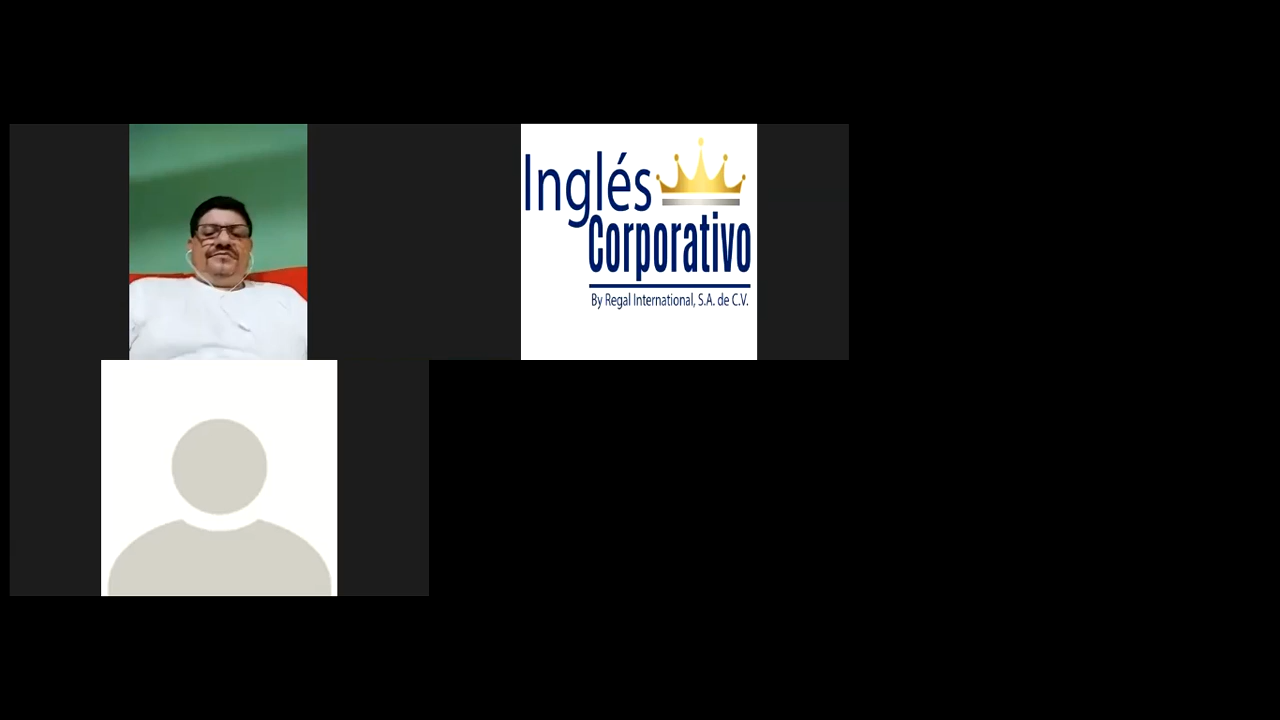 Inglés
Corporativo
By Regal International, S.A. de C.V.